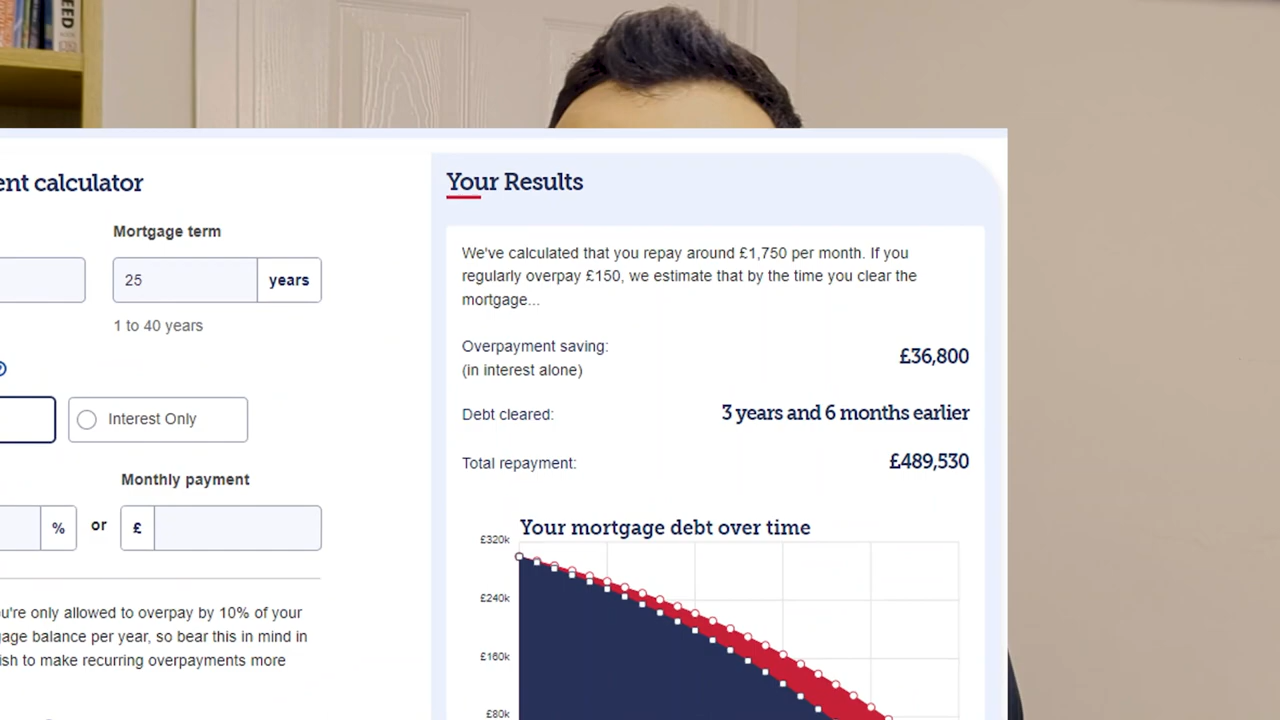 EED
ent calculator
Mortgage term
25 years
1 to 40 years
Interest Only
Monthly payment
% or £
u're only allowed to overpay by 10% of your
gage balance per year, so bear this in mind in
ish to make recurring overpayments more
Your Results
We've calculated that you repay around £1,750 per month. If you
regularly overpay £150, we estimate that by the time you clear the
mortgage...
Overpayment saving:
(in interest alone)
£36,800
Debt cleared: 3 years and 6 months earlier
Total repayment: £489,530
Your mortgage debt over time
£320k
£240k
£160k
£80k